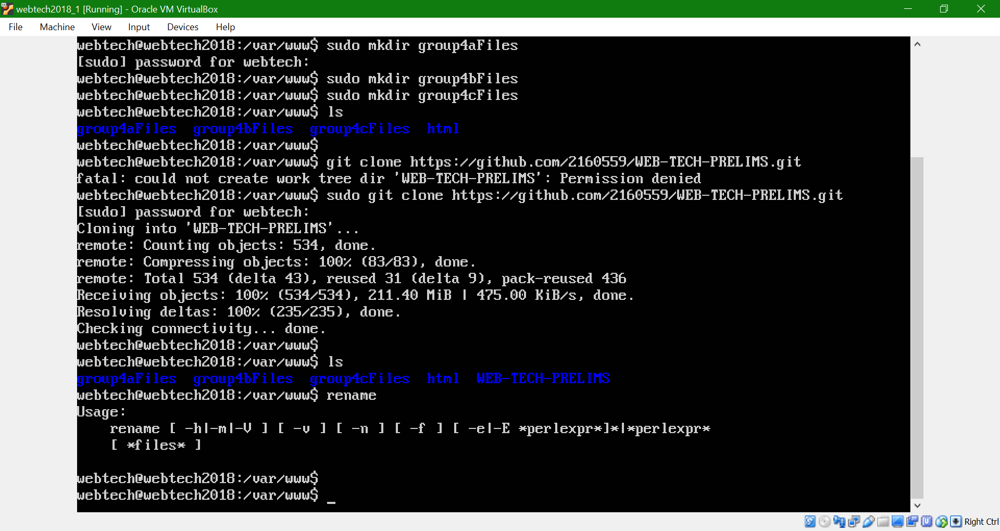 webtech2018_1 [Running] - Oracle VM VirtualBox
File Machine View Input Devices Help
webtech@webtech2018:/var/www$ sudo mkdir group4aFiles
[sudo] password for webtech:
webtech@webtech2018:/var/www$ sudo mkdir group4bFiles
webtech@webtech2018:/var/www$ sudo mkdir group4cFiles
webtech@webtech2018:/var/www$ ls
group4aFiles  group4bFiles  group4cFiles  html
webtech@webtech2018:/var/www$
webtech@webtech2018:/var/www$ git clone https://github.com/2160559/WEB-TECH-PRELIMS.git
fatal: could not create work tree dir 'WEB-TECH-PRELIMS': Permission denied
webtech@webtech2018:/var/www$ sudo git clone https://github.com/2160559/WEB-TECH-PRELIMS.git
[sudo] password for webtech:
Cloning into 'WEB-TECH-PRELIMS'...
remote: Counting objects: 534, done.
remote: Compressing objects: 100% (83/83), done.
remote: Total 534 (delta 43), reused 31 (delta 9), pack-reused 436
Receiving objects: 100% (534/534), 211.40 MiB | 475.00 KiB/s, done.
Resolving deltas: 100% (235/235), done.
Checking connectivity... done.
webtech@webtech2018:/var/www$
webtech@webtech2018:/var/www$ ls
group4aFiles  group4bFiles  group4cFiles  html  WEB-TECH-PRELIMS
webtech@webtech2018:/var/www$ rename
Usage:
    rename [ -h|-m|-V ] [ -v ] [ -n ] [ -f ] [ -e|-E *perlexpr*]*|*perlexpr*
    [ *files* ]
webtech@webtech2018:/var/www$
webtech@webtech2018:/var/www$ _
Right Ctrl